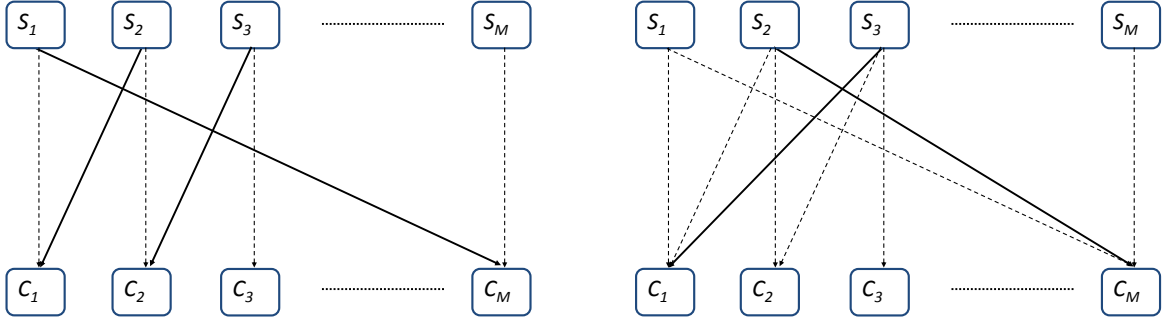 S1 S2 S3 SM S1 S2 S3 SM
C1 C2 C3 CM C1 C2 C3 CM